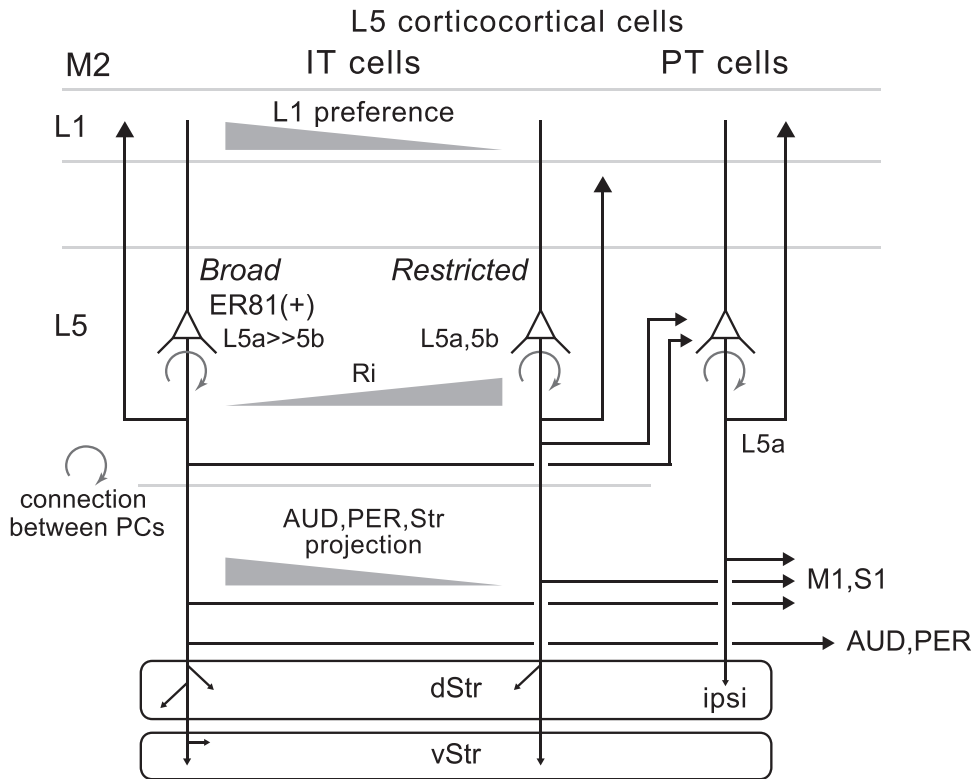 L5 corticocortical cells
M2
IT cells
PT cells
L1 preference
L1
Broad
Restricted
ER81(+)
L5
L5a>>5b
L5a,5b
Ri
L5a
connection
between PCs
AUD,PER,Str
projection
M1,S1
AUD,PER
dStr
ipsi
vStr